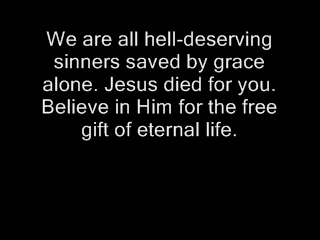 We are all hell-deserving
sinners saved by grace
alone. Jesus died for you.
Believe in Him for the free
gift of eternal life.